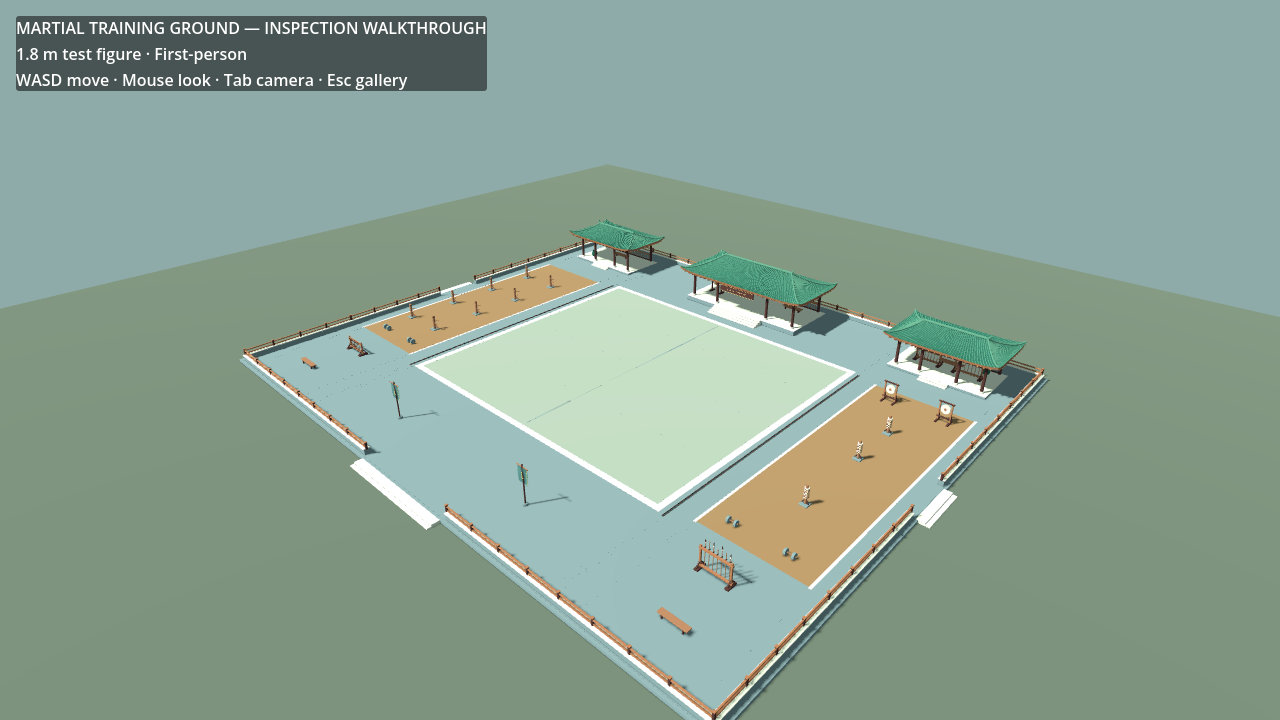 MARTIAL TRAINING GROUND — INSPECTION WALKTHROUGH
1.8 m test figure · First-person
WASD move · Mouse look · Tab camera · Esc gallery